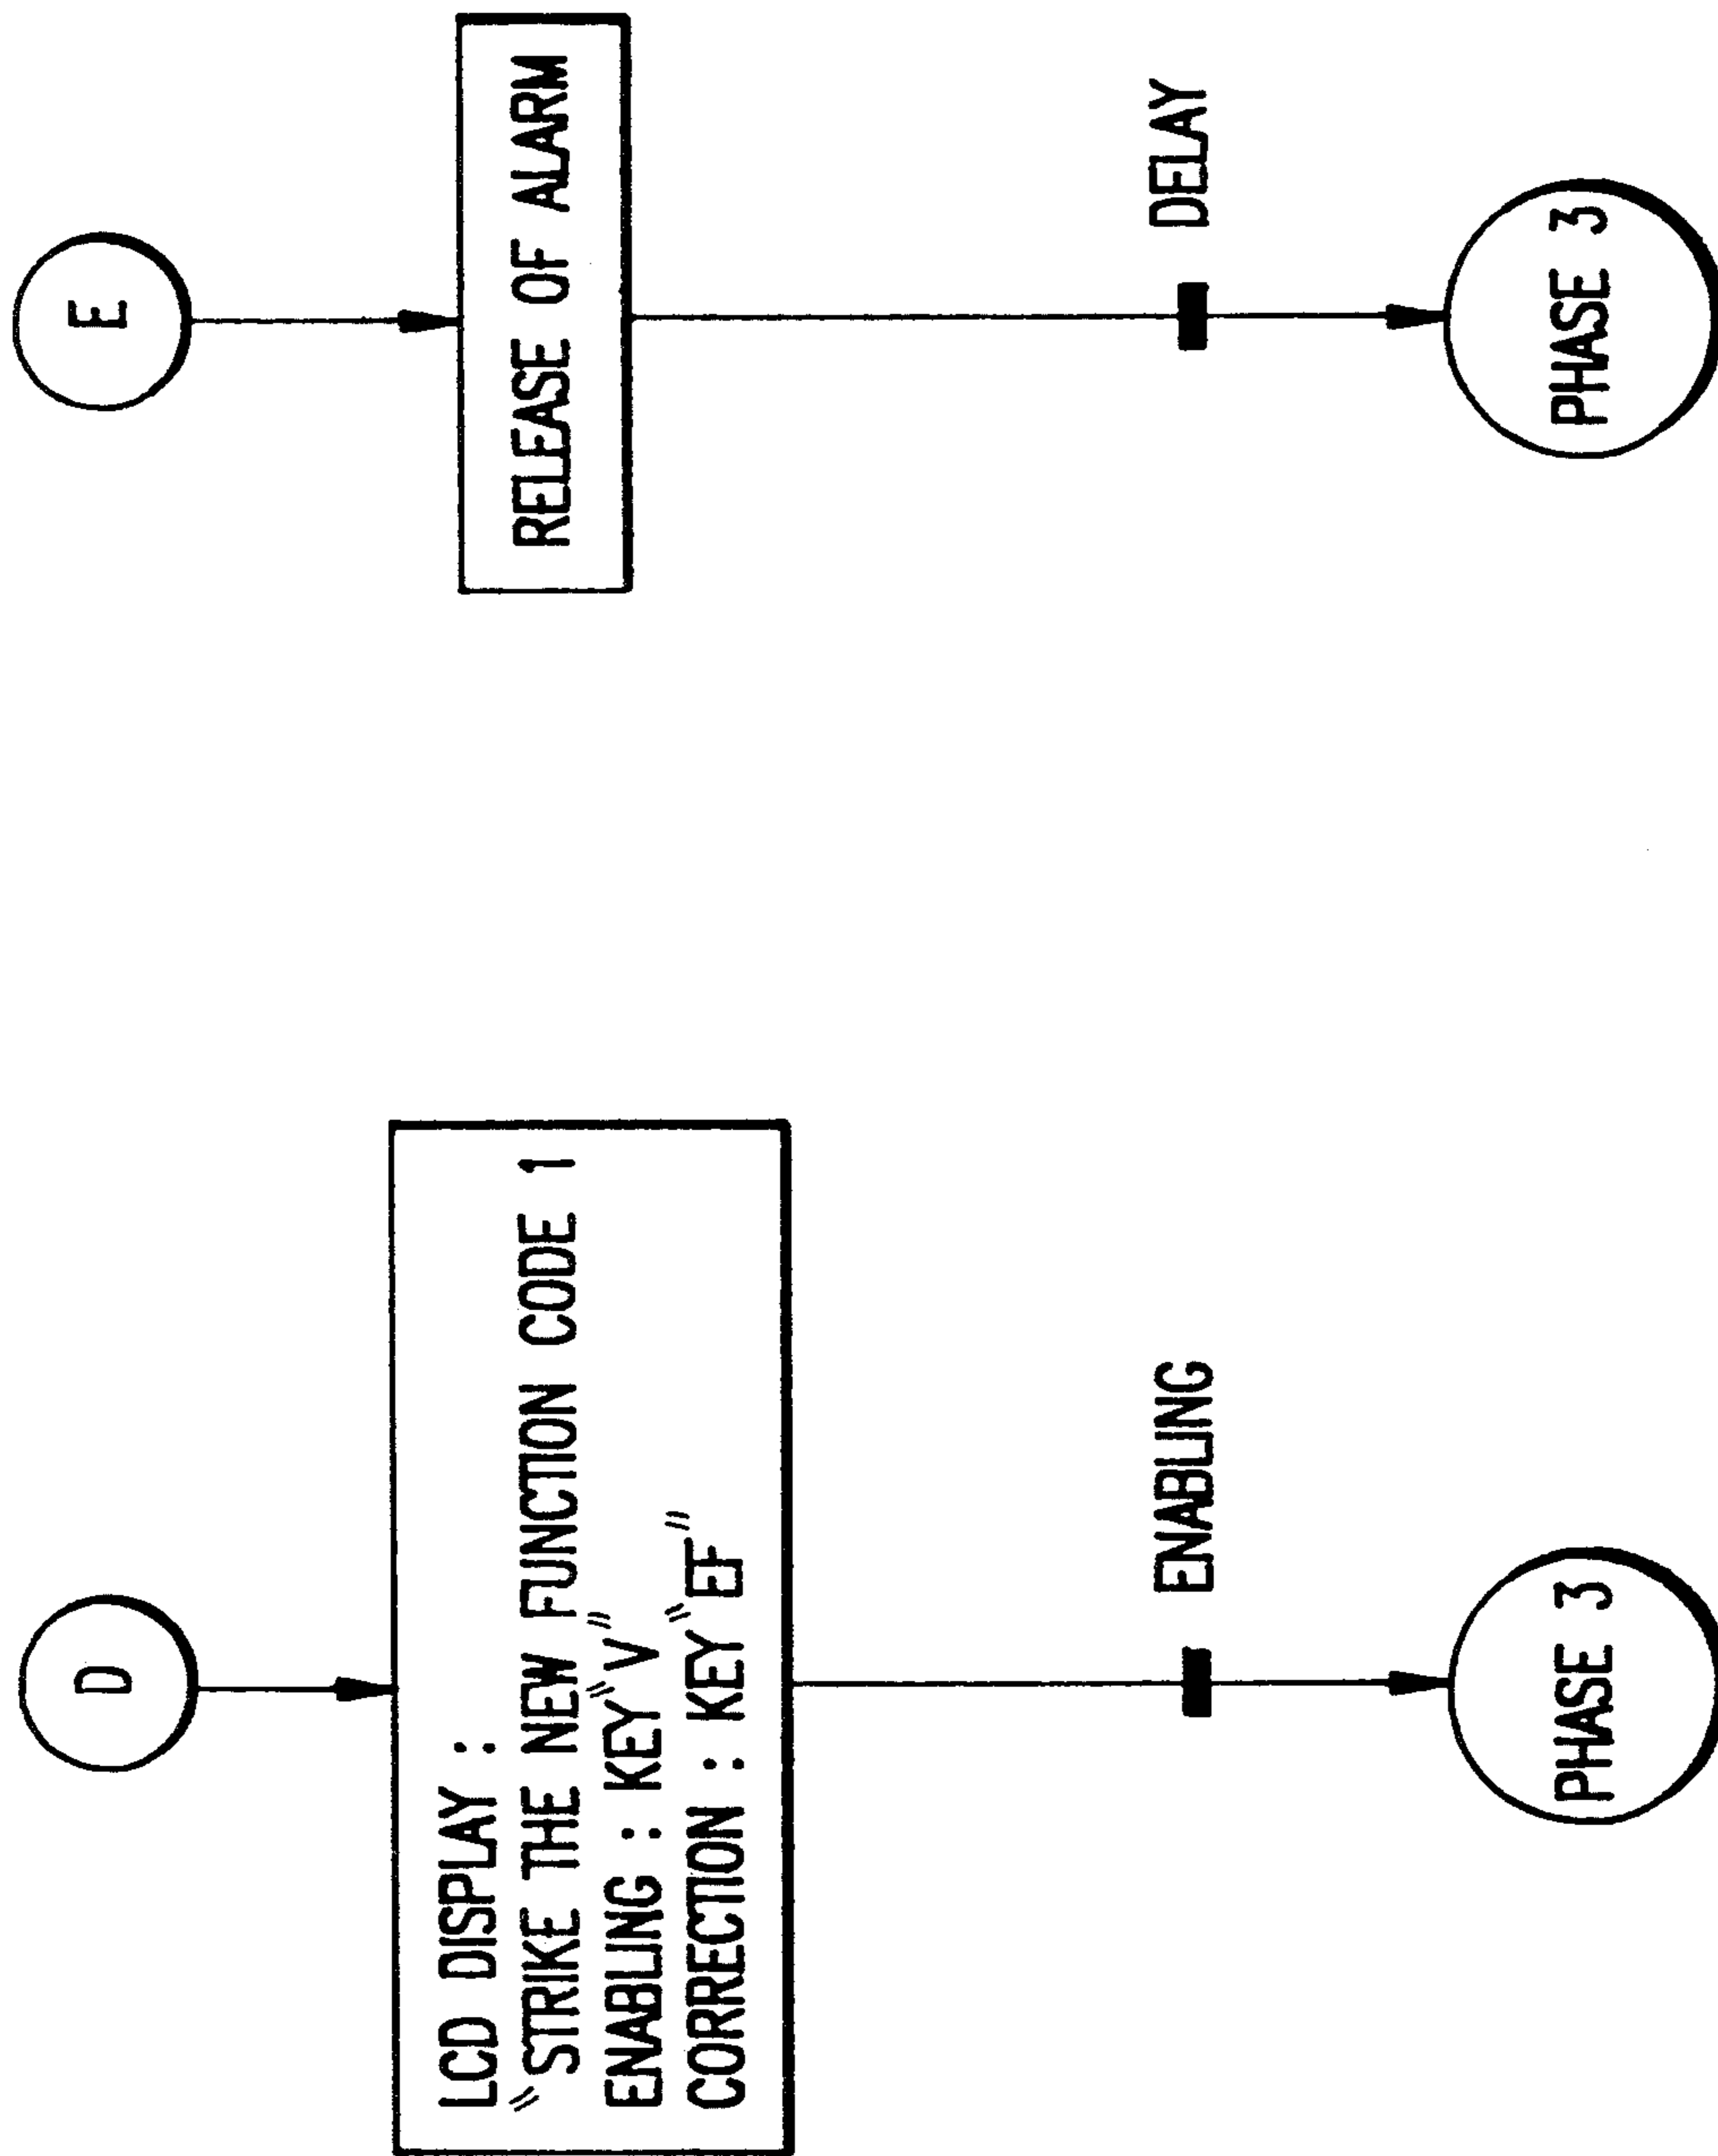 D
LCD DISPLAY :
"STRIKE THE NEW FUNCTION CODE 1
ENABLING : KEY "V"
CORRECTION : KEY "EF"
ENABLING
PHASE 3
E
RELEASE OF ALARM
DELAY
PHASE 3